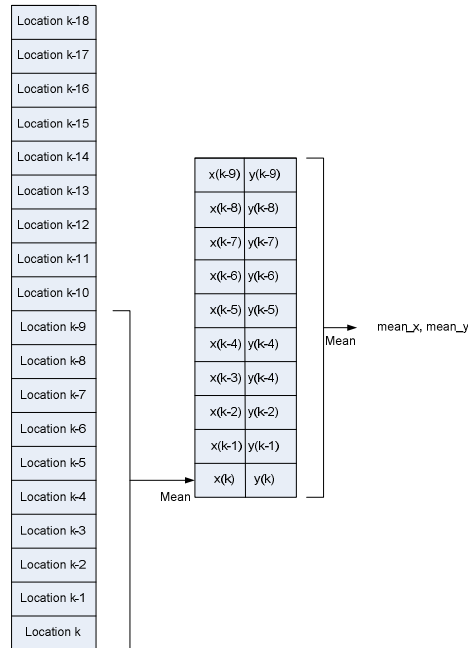 Location k-18
Location k-17
Location k-16
Location k-15
Location k-14
Location k-13
Location k-12
Location k-11
Location k-10
Location k-9
Location k-8
Location k-7
Location k-6
Location k-5
Location k-4
Location k-3
Location k-2
Location k-1
Location k
Mean
x(k-9) y(k-9)
x(k-8) y(k-8)
x(k-7) y(k-7)
x(k-6) y(k-6)
x(k-5) y(k-5)
x(k-4) y(k-4)
x(k-3) y(k-4)
x(k-2) y(k-2)
x(k-1) y(k-1)
x(k) y(k)
Mean
mean_x, mean_y